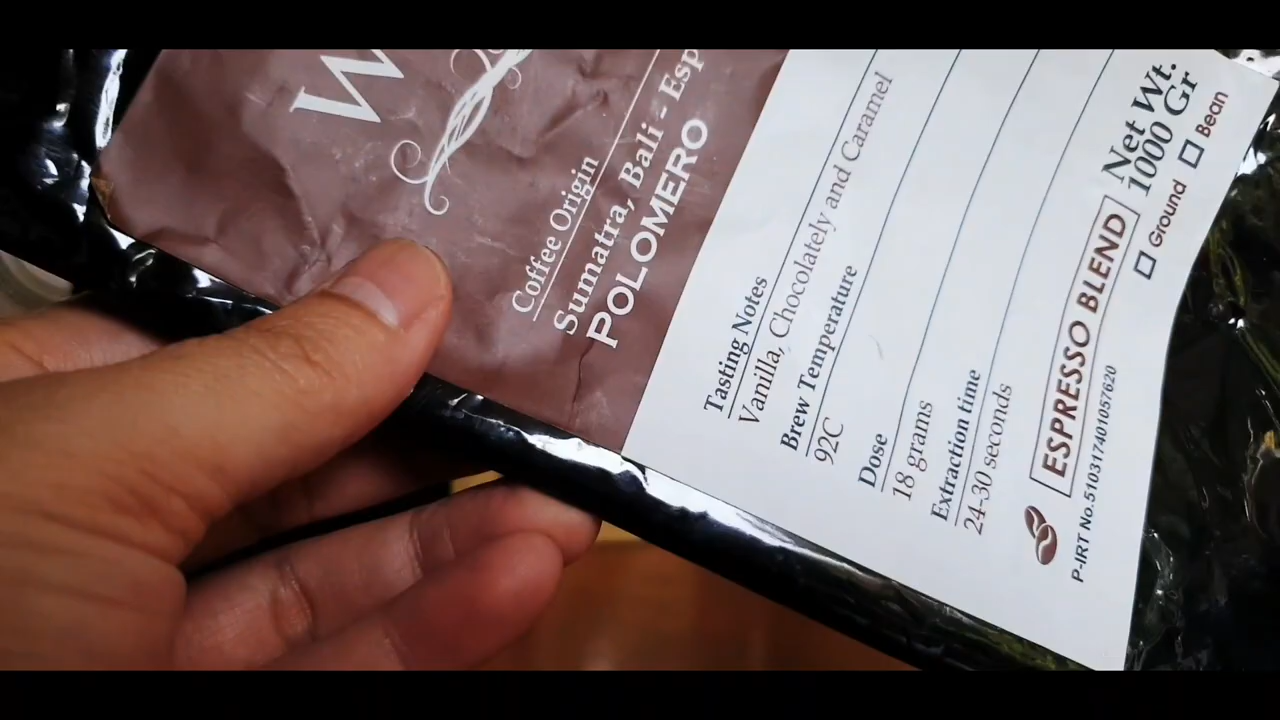 W
Coffee Origin
Sumatra, Bali - Esp
POLOMERO
Tasting Notes
Vanilla, Chocolately and Caramel
Brew Temperature
92C
Dose
18 grams
Extraction time
24-30 seconds
ESPRESSO BLEND
Net Wt.
1000 Gr
Ground
Bean
P-IRT No.510317401057620